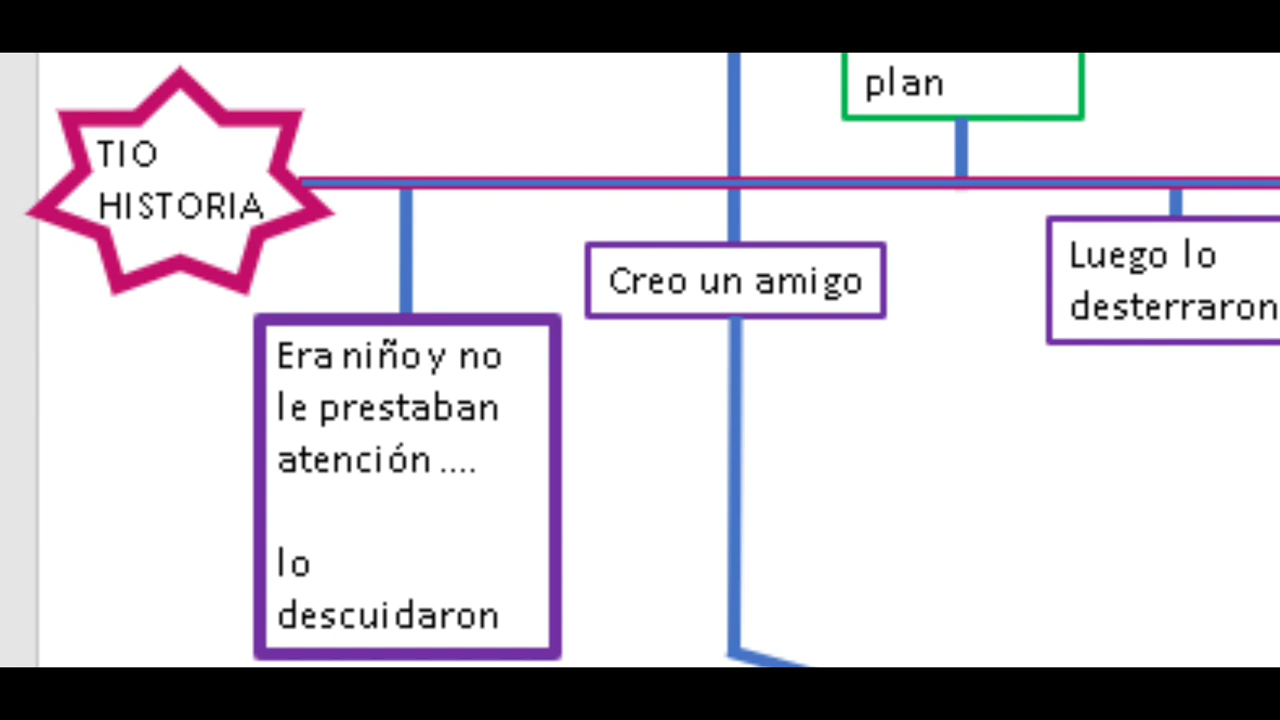 plan
TIO
HISTORIA
Creo un amigo
Luego lo
desterraron
Era niño y no
le prestaban
atención ....
lo
descuidaron